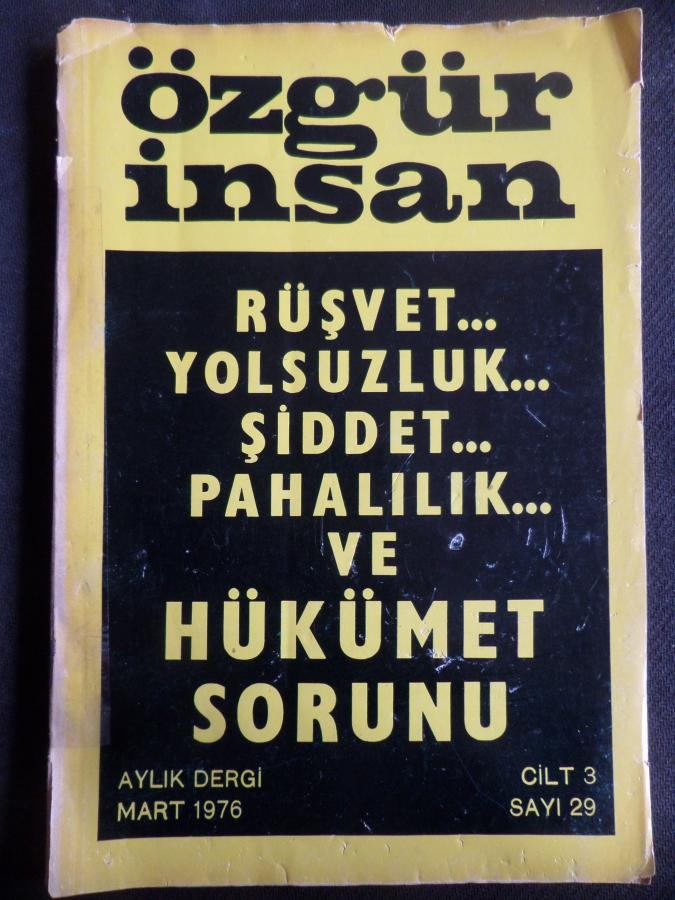 özgür
insan
RÜŞVET...
YOLSUZLUK...
ŞİDDET...
PAHALILIK...
VE
HÜKÜMET
SORUNU
AYLIK DERGİ
MART 1976
CİLT 3
SAYI 29